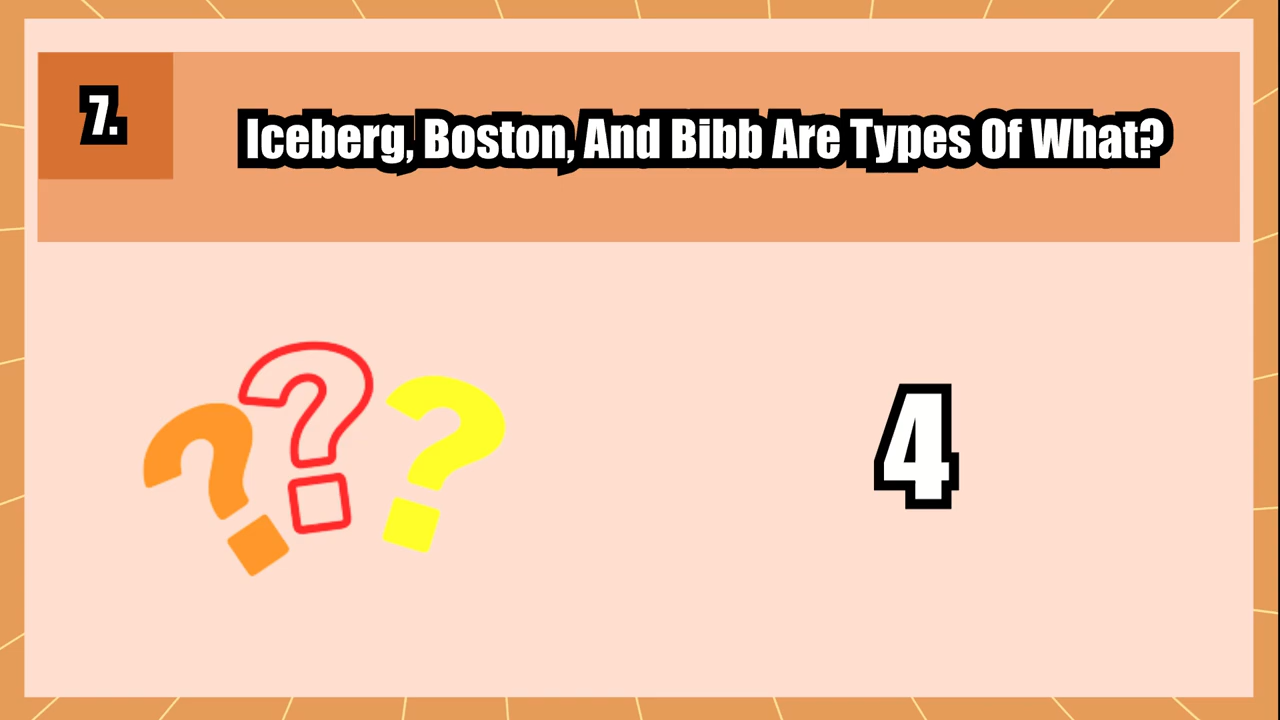 7.
Iceberg, Boston, And Bibb Are Types Of What?
???
4